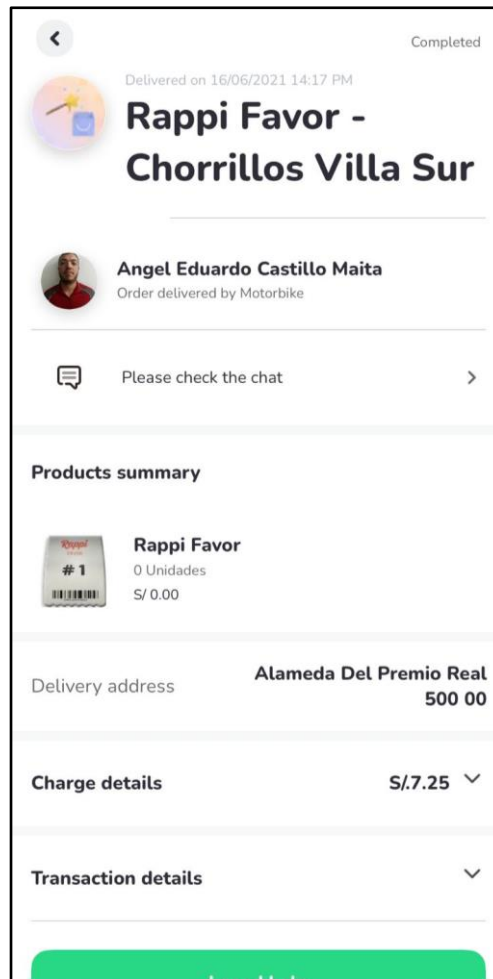 Completed
Delivered on 16/06/2021 14:17 PM
Rappi Favor -
Chorrillos Villa Sur
Angel Eduardo Castillo Maita
Order delivered by Motorbike
Please check the chat
Products summary
Rappi
# 1
Rappi Favor
0 Unidades
S/ 0.00
Delivery address
Alameda Del Premio Real
500 00
Charge details
S/.7.25
Transaction details